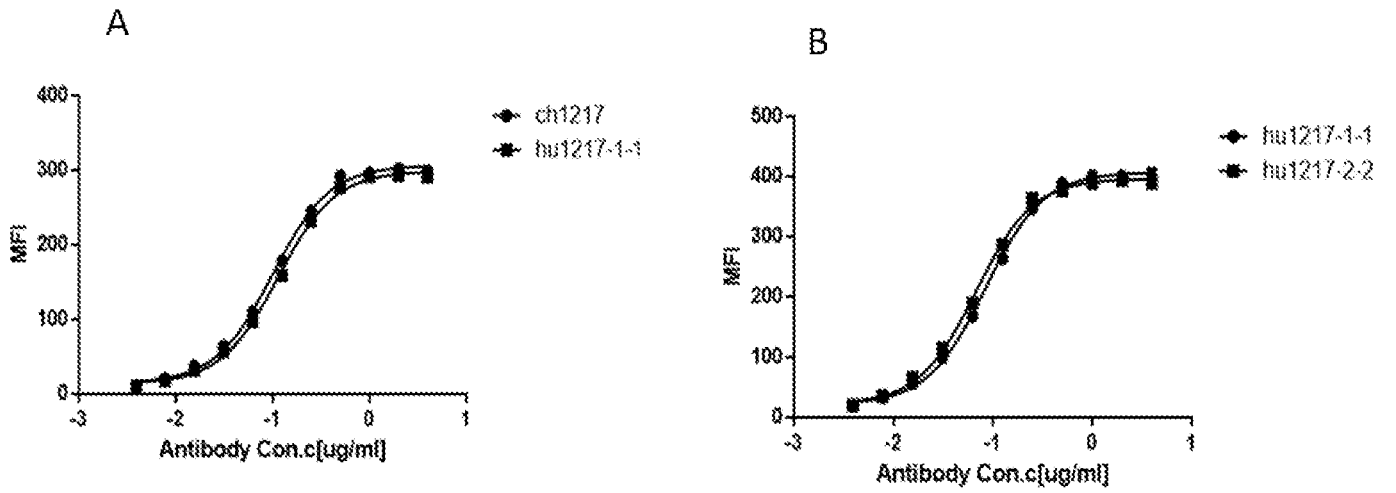 A
400
300
200
100
0
MFI
-3 -2 -1 0 1
Antibody Con.c[ug/ml]
ch1217
hu1217-1-1
B
500
400
300
200
100
0
MFI
-3 -2 -1 0 1
Antibody Con.c[ug/ml]
hu1217-1-1
hu1217-2-2